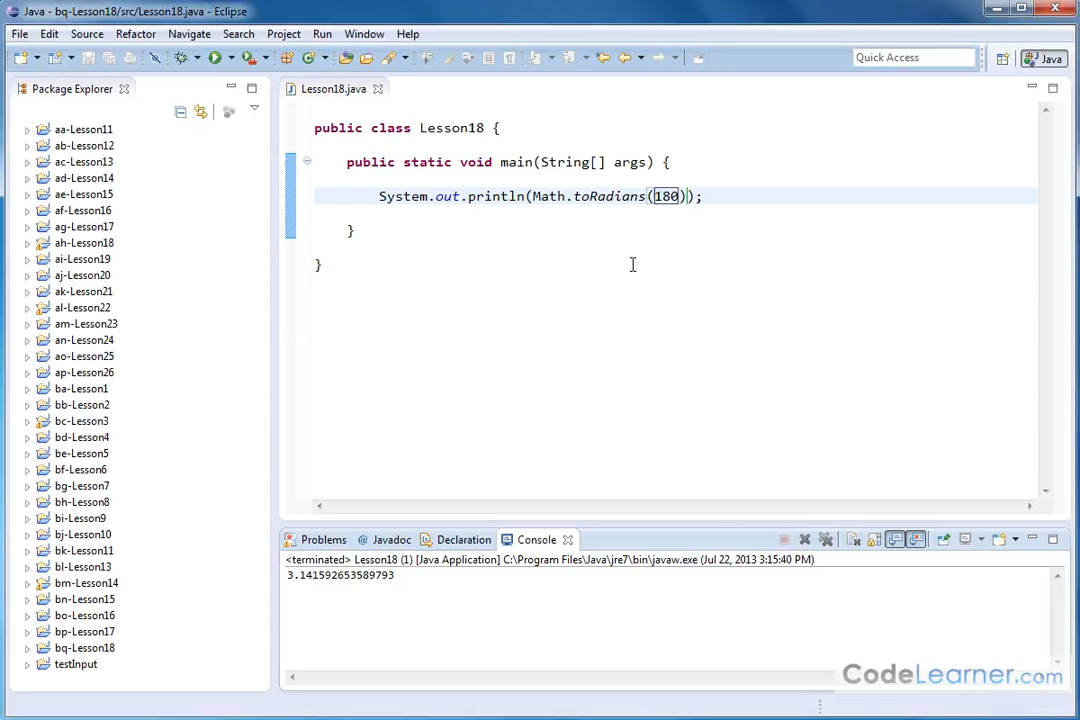 Java - bq-Lesson18/src/Lesson18.java - Eclipse
File Edit Source Refactor Navigate Search Project Run Window Help
Quick Access
Java
Package Explorer
Lesson18.java
aa-Lesson11
ab-Lesson12
ac-Lesson13
ad-Lesson14
ae-Lesson15
af-Lesson16
ag-Lesson17
ah-Lesson18
ai-Lesson19
aj-Lesson20
ak-Lesson21
al-Lesson22
am-Lesson23
an-Lesson24
ao-Lesson25
ap-Lesson26
ba-Lesson1
bb-Lesson2
bc-Lesson3
bd-Lesson4
be-Lesson5
bf-Lesson6
bg-Lesson7
bh-Lesson8
bi-Lesson9
bj-Lesson10
bk-Lesson11
bl-Lesson13
bm-Lesson14
bn-Lesson15
bo-Lesson16
bp-Lesson17
bq-Lesson18
testInput
public class Lesson18 {
public static void main(String[] args) {
System.out.println(Math.toRadians(180));
}
}
Problems Javadoc Declaration Console
<terminated> Lesson18 (1) [Java Application] C:\Program Files\Java\jre7\bin\javaw.exe (Jul 22, 2013 3:15:40 PM)
3.141592653589793
CodeLearner.com